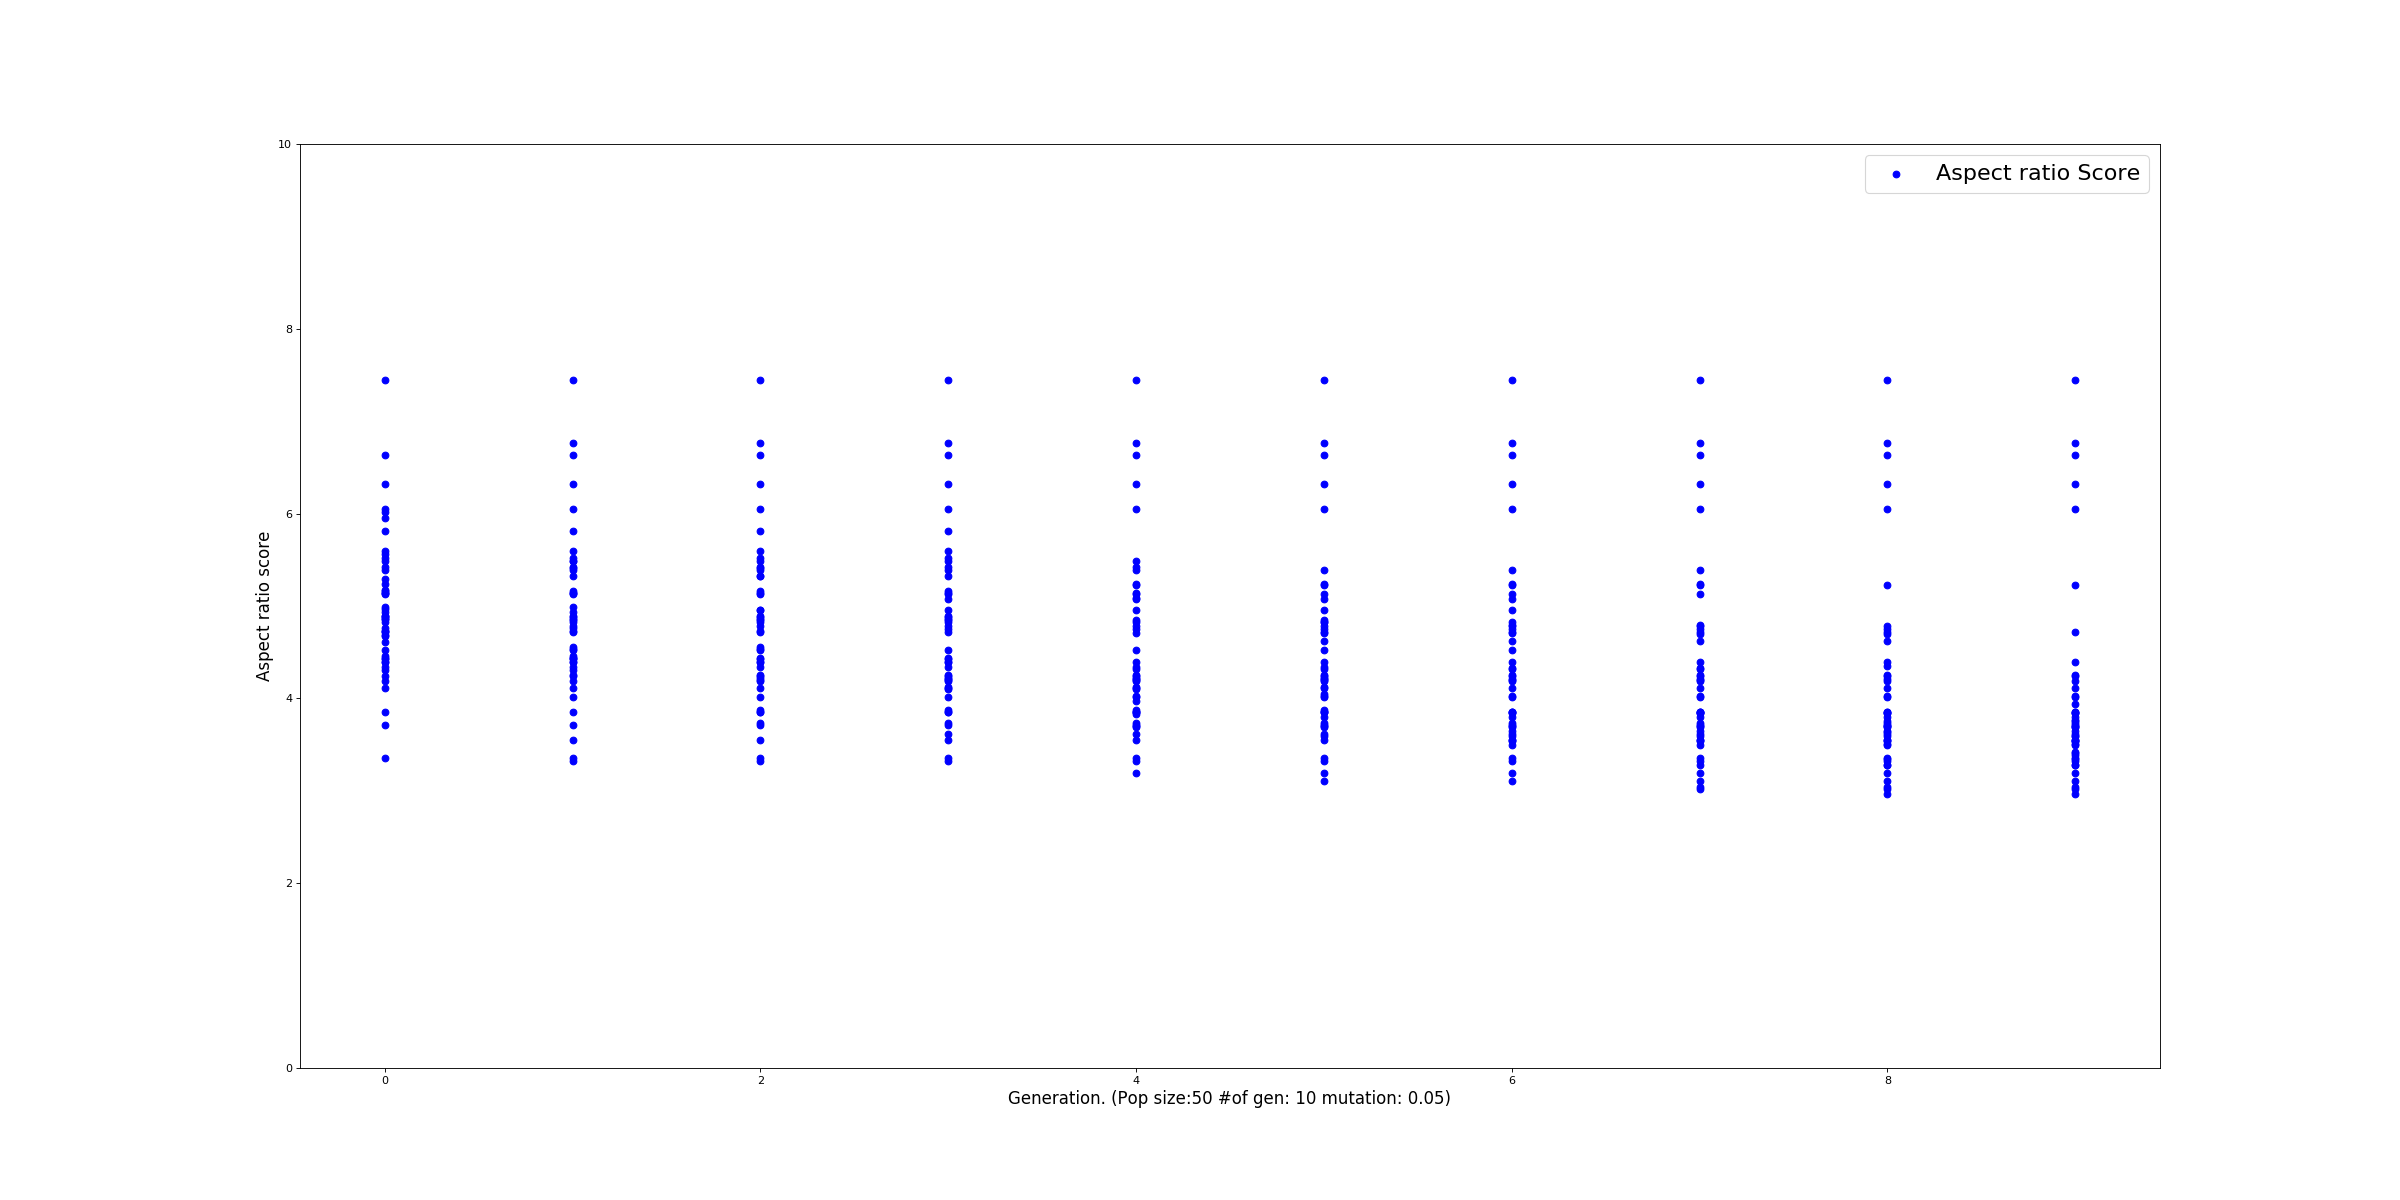 Aspect ratio Score
10
8
6
4
2
0
Aspect ratio score
0 2 4 6 8
Generation. (Pop size:50 #of gen: 10 mutation: 0.05)